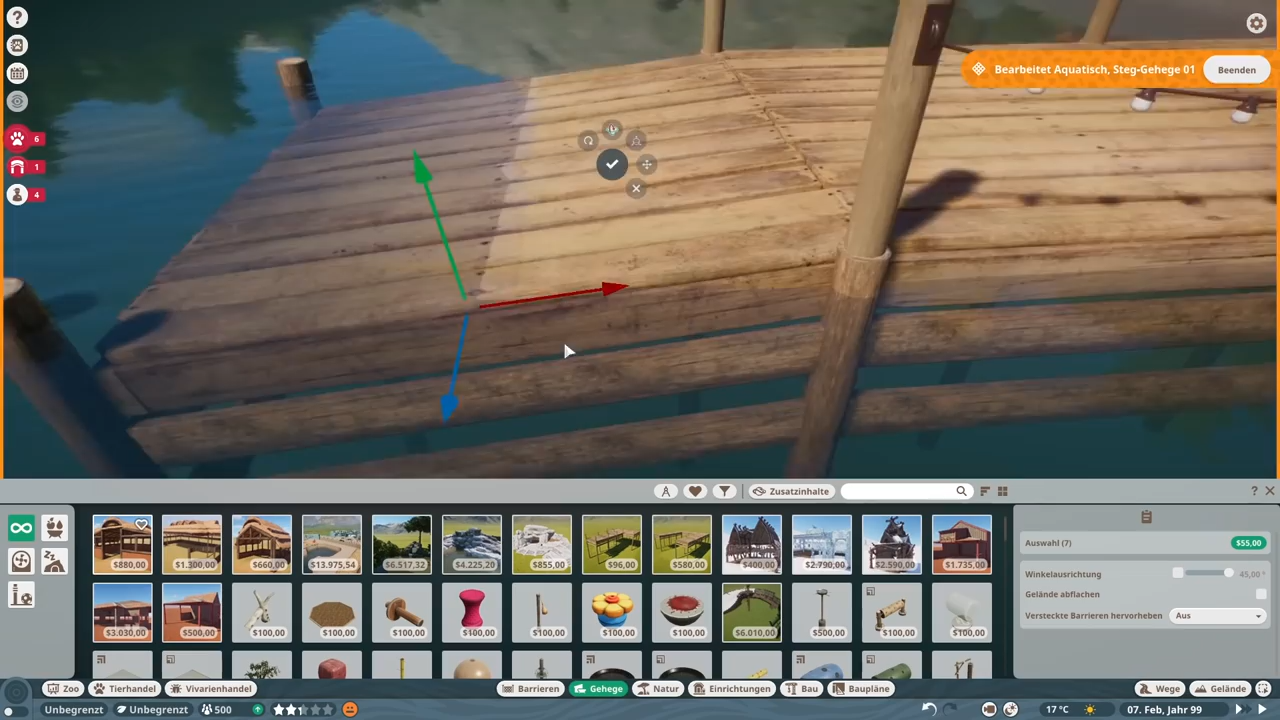 ?
Bearbeitet Aquatisch, Steg-Gehege 01
Beenden
6
1
4
Zusatzinhalte
?
$880,00
$1.300,00
$660,00
$13.975,54
$6.517,32
$4.225,20
$855,00
$96,00
$580,00
$400,00
$2.790,00
$2.590,00
$1.735,00
Auswahl (7)
$55,00
Winkelausrichtung
45,00°
Gelände abflachen
Versteckte Barrieren hervorheben
Aus
$3.030,00
$500,00
$100,00
$100,00
$100,00
$400,00
$100,00
$100,00
$100,00
$6.010,00
$500,00
$100,00
$100,00
Zoo
Tierhandel
Vivarienhandel
Barrieren
Gehege
Natur
Einrichtungen
Bau
Baupläne
Wege
Gelände
Unbegrenzt
Unbegrenzt
500
17 °C
07. Feb, Jahr 99